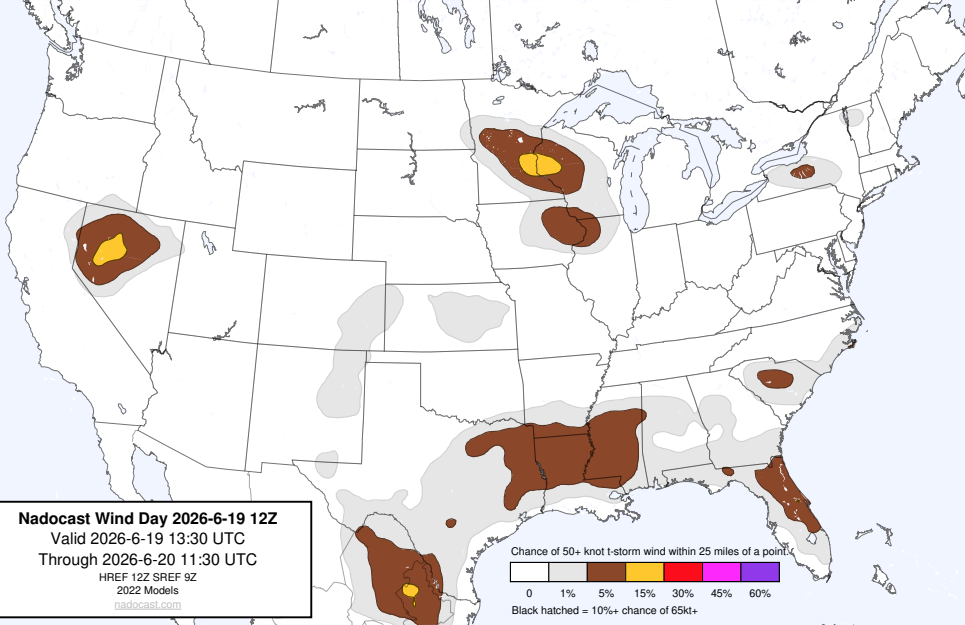 Nadocast Wind Day 2026-6-19 12Z
Valid 2026-6-19 13:30 UTC
Through 2026-6-20 11:30 UTC
HREF 12Z SREF 9Z
2022 Models
nadocast.com
Chance of 50+ knot t-storm wind within 25 miles of a point.
0 1% 5% 15% 30% 45% 60%
Black hatched = 10%+ chance of 65kt+